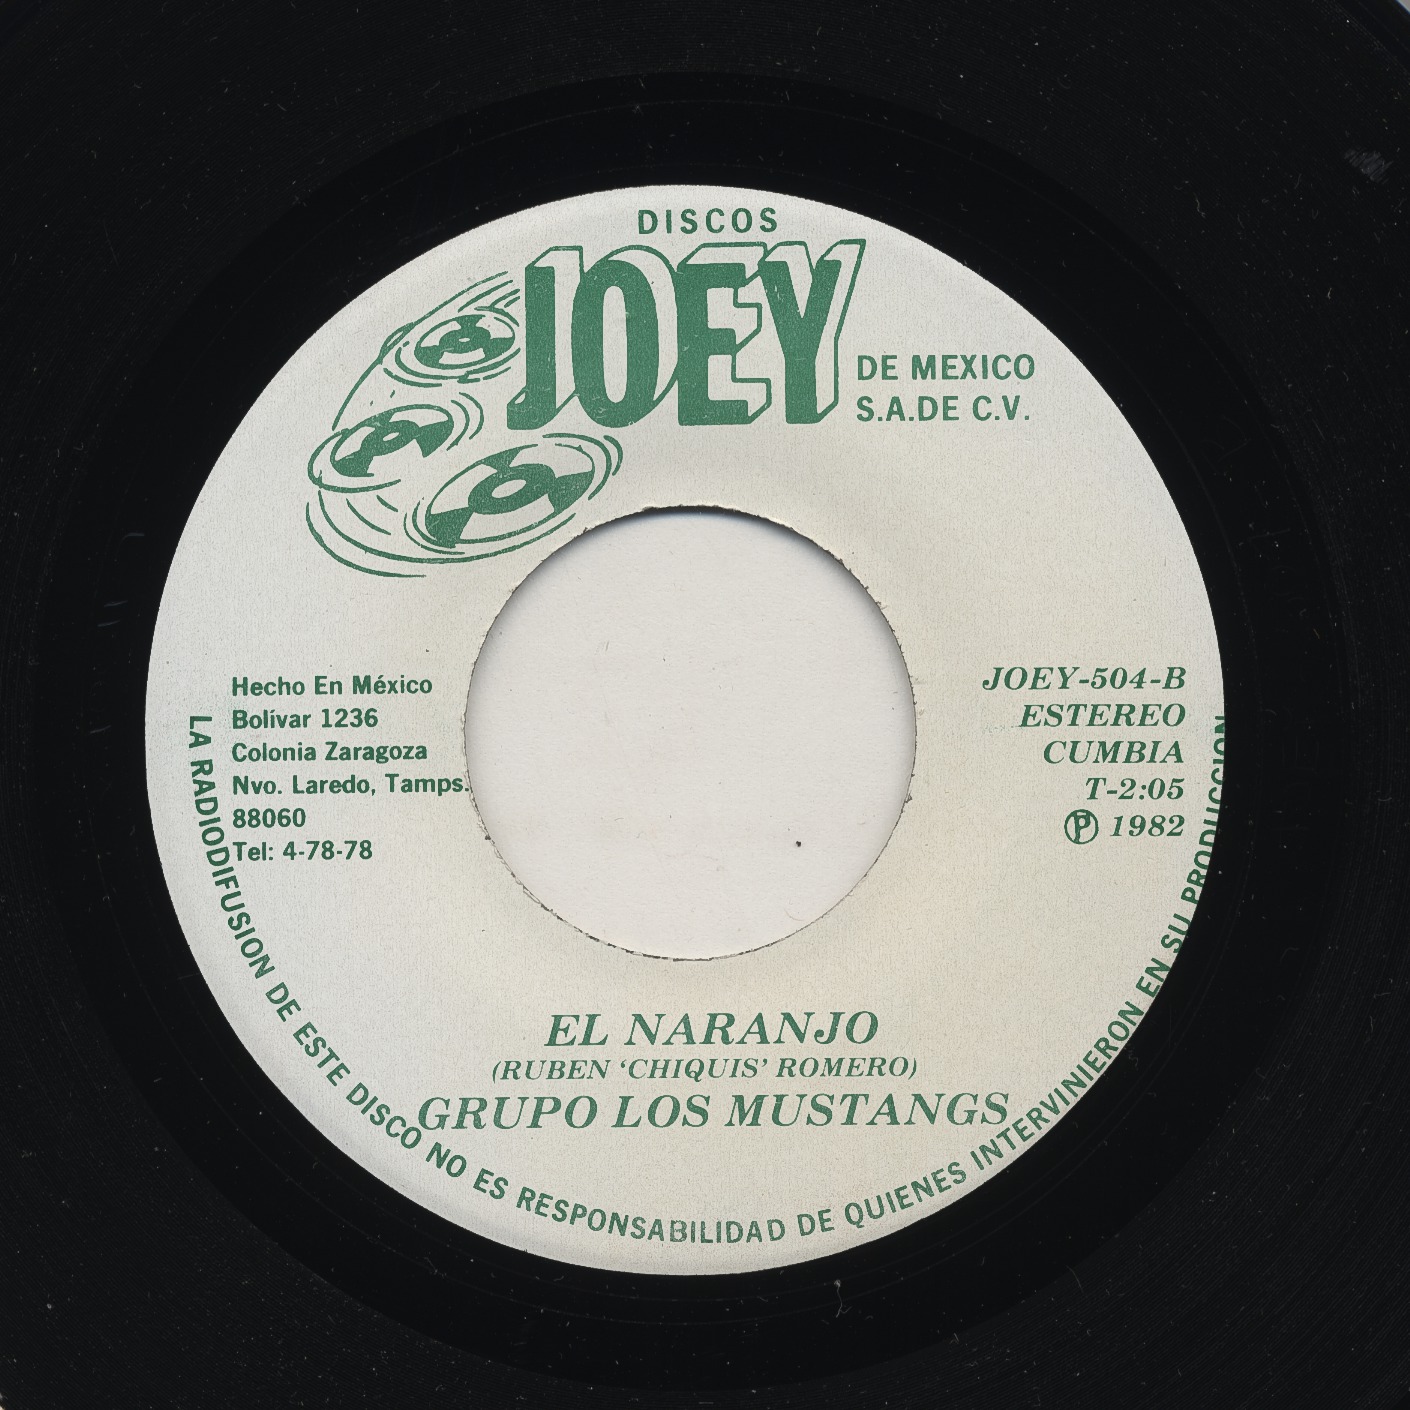 DISCOS
JOEY
DE MEXICO
S.A.DE C.V.
Hecho En México
Bolívar 1236
Colonia Zaragoza
Nvo. Laredo, Tamps.
88060
Tel: 4-78-78
JOEY-504-B
ESTEREO
CUMBIA
T-2:05
Ⓟ 1982
EL NARANJO
(RUBEN ‘CHIQUIS’ ROMERO)
GRUPO LOS MUSTANGS
LA RADIODIFUSION DE ESTE DISCO NO ES RESPONSABILIDAD DE QUIENES INTERVINIERON EN SU PRODUCCION